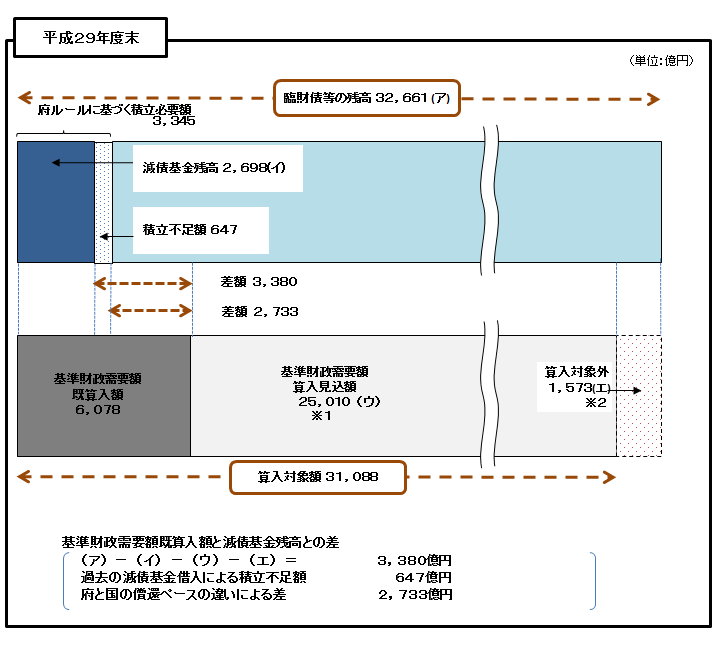 平成29年度末
(単位:億円)
臨財債等の残高 32,661 (ア)
府ルールに基づく積立必要額
3,345
減債基金残高 2,698(イ)
積立不足額 647
差額 3,380
差額 2,733
基準財政需要額
既算入額
6,078
基準財政需要額
算入見込額
25,010 (ウ)
※1
算入対象外
1,573(エ)
※2
算入対象額 31,088
基準財政需要額既算入額と減債基金残高との差
(ア) － (イ) － (ウ) － (エ) ＝ 3,380億円
過去の減債基金借入による積立不足額 647億円
府と国の償還ペースの違いによる差 2,733億円